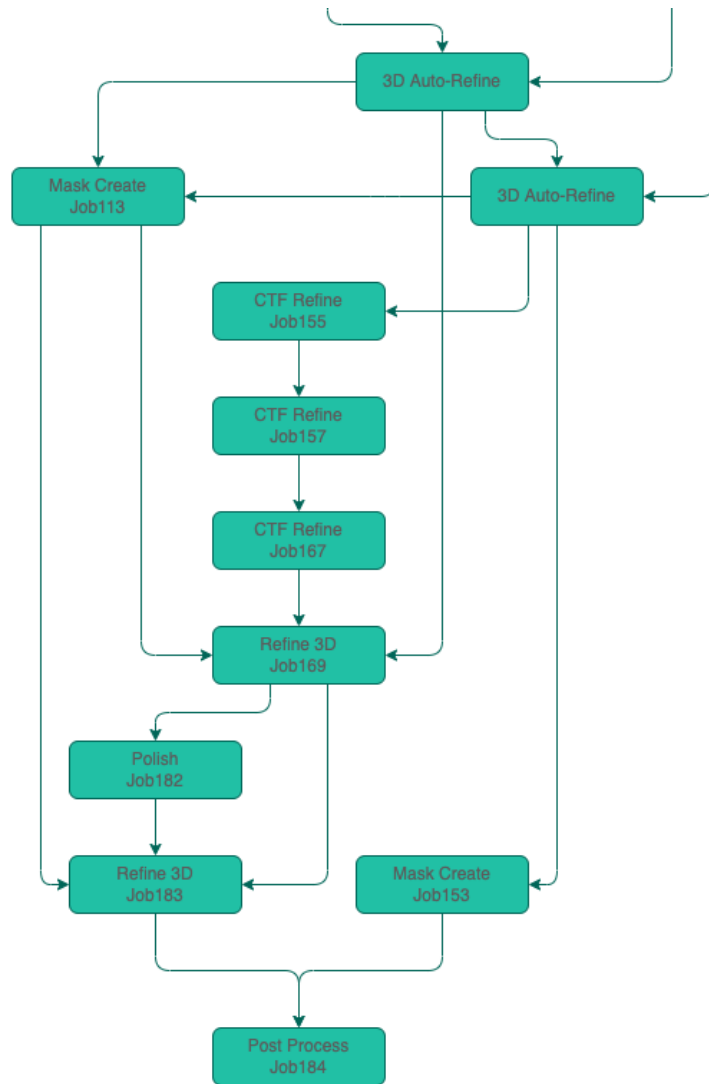 3D Auto-Refine
Mask Create
Job113
3D Auto-Refine
CTF Refine
Job155
CTF Refine
Job157
CTF Refine
Job167
Refine 3D
Job169
Polish
Job182
Refine 3D
Job183
Mask Create
Job153
Post Process
Job184